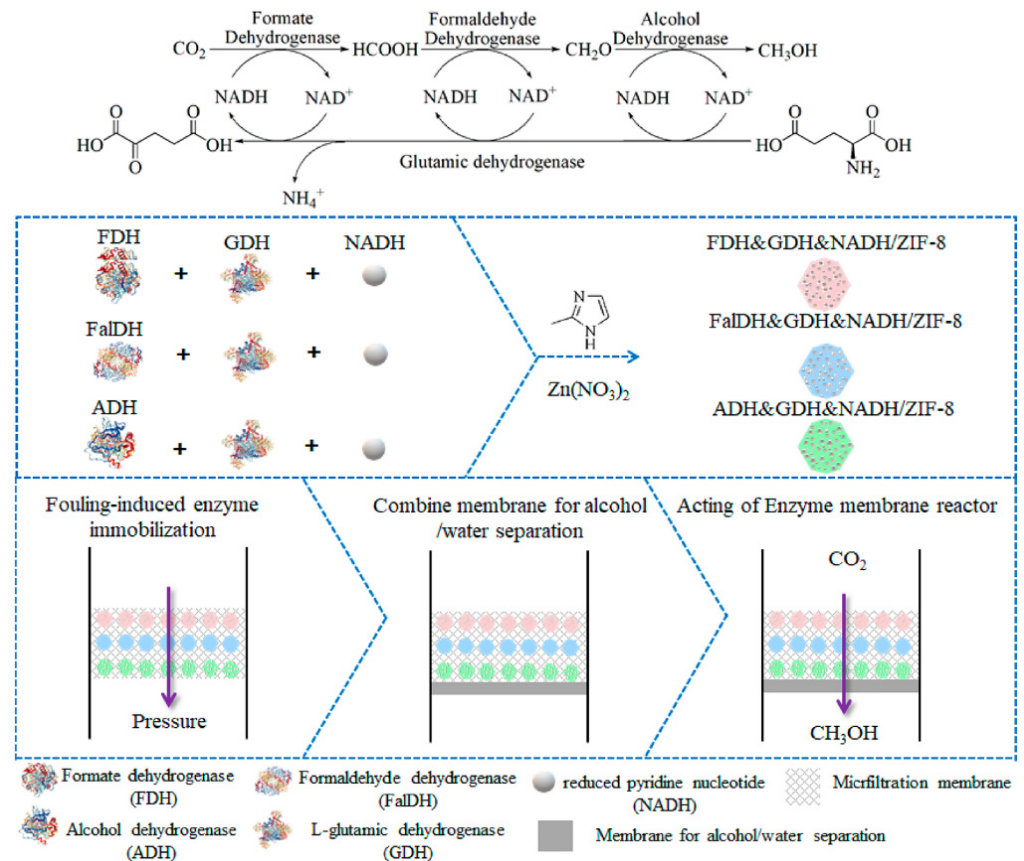 Formate
Dehydrogenase
Formaldehyde
Dehydrogenase
Alcohol
Dehydrogenase
CO2
HCOOH
CH2O
CH3OH
NADH
NAD+
NADH
NAD+
NADH
NAD+
O
O
HO
OH
O
Glutamic dehydrogenase
O
O
HO
OH
NH2
NH4+
FDH
GDH
NADH
+
+
FalDH
+
+
ADH
+
+
N
N
H
Zn(NO3)2
FDH&GDH&NADH/ZIF-8
FalDH&GDH&NADH/ZIF-8
ADH&GDH&NADH/ZIF-8
Fouling-induced enzyme
immobilization
Pressure
Combine membrane for alcohol
/water separation
Acting of Enzyme membrane reactor
CO2
CH3OH
Formate dehydrogenase
(FDH)
Formaldehyde dehydrogenase
(FalDH)
reduced pyridine nucleotide
(NADH)
Micrfiltration membrane
Alcohol dehydrogenase
(ADH)
L-glutamic dehydrogenase
(GDH)
Membrane for alcohol/water separation